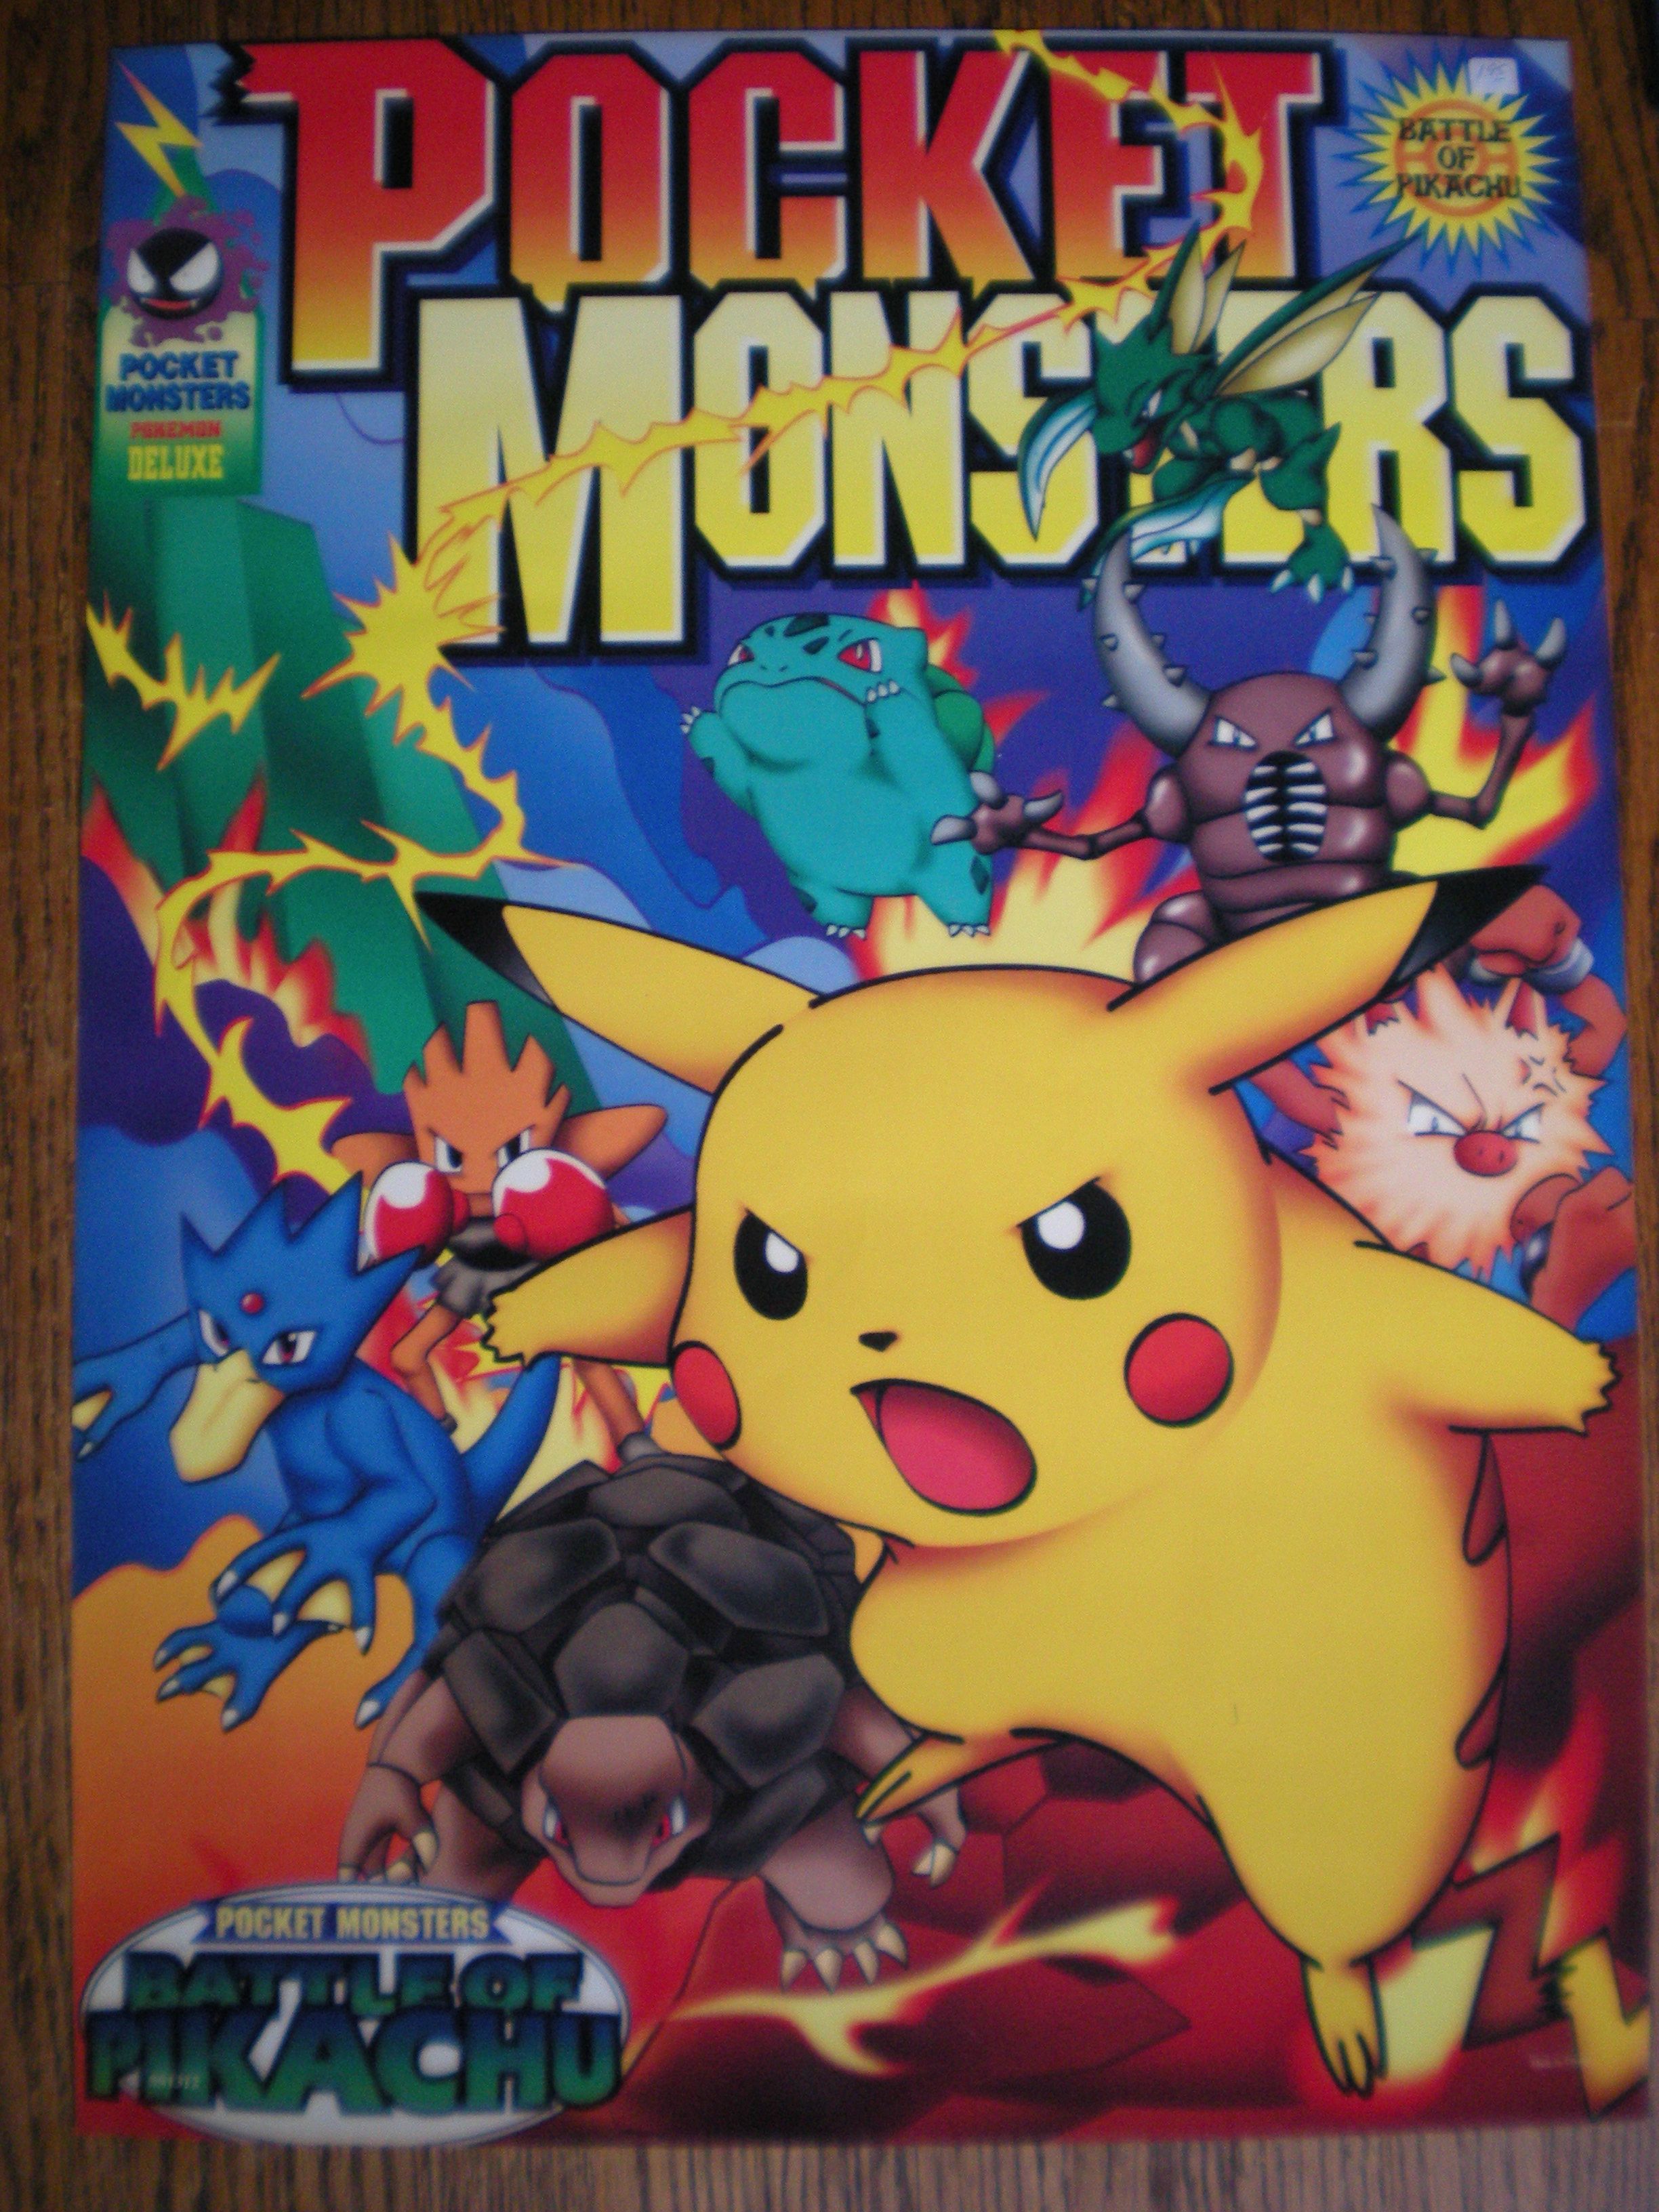 POCKET
MONSTERS
BATTLE
OF
PIKACHU
POCKET
MONSTERS
POKEMON
DELUXE
POCKET MONSTERS
BATTLE OF
PIKACHU